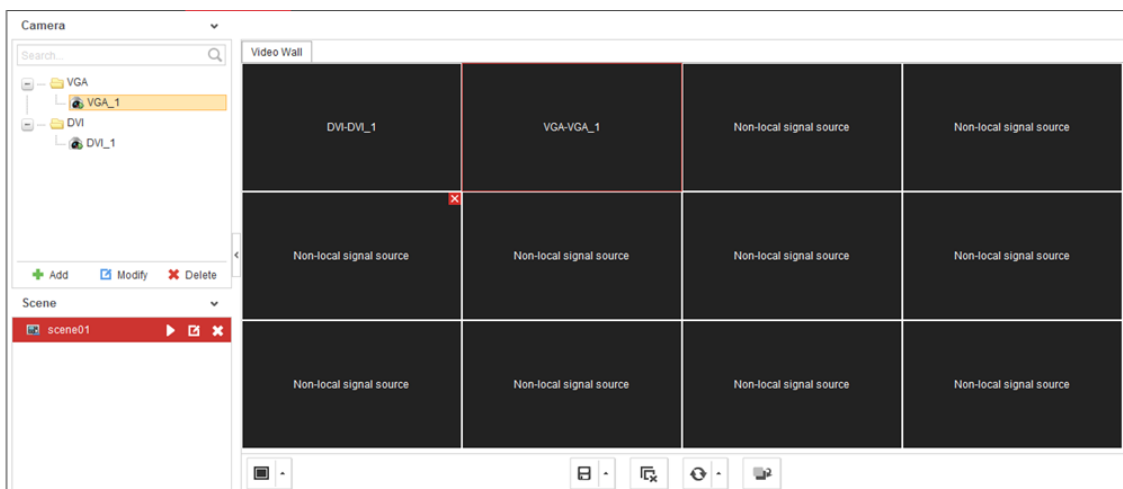 Camera
Search...
VGA
VGA_1
DVI
DVI_1
Add Modify Delete
Scene
scene01
Video Wall
DVI-DVI_1 VGA-VGA_1 Non-local signal source Non-local signal source
Non-local signal source Non-local signal source Non-local signal source Non-local signal source
Non-local signal source Non-local signal source Non-local signal source Non-local signal source